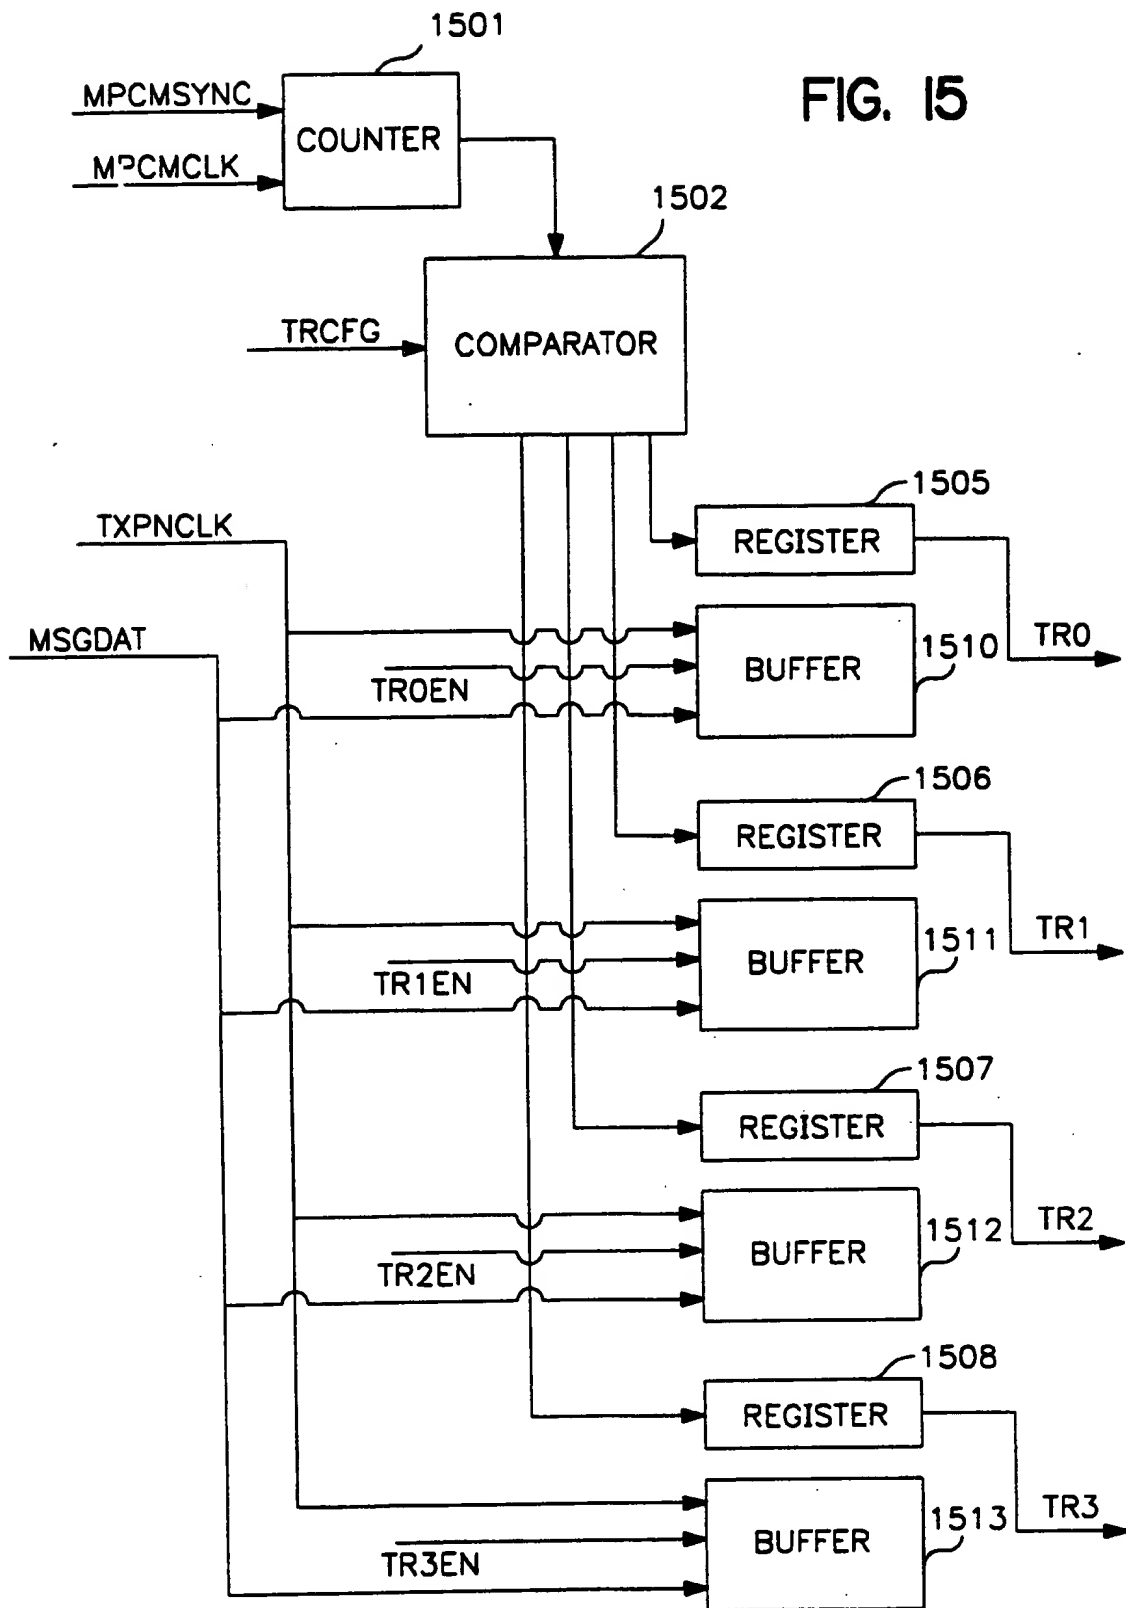 1501
FIG. 15
MPCMSYNC
COUNTER
MPCMCLK
1502
TRCFG
COMPARATOR
1505
TXPNCLK
REGISTER
MSGDAT
TR0
1510
BUFFER
TR0EN
1506
REGISTER
TR1
1511
BUFFER
TR1EN
1507
REGISTER
TR2
1512
BUFFER
TR2EN
1508
REGISTER
TR3
1513
BUFFER
TR3EN